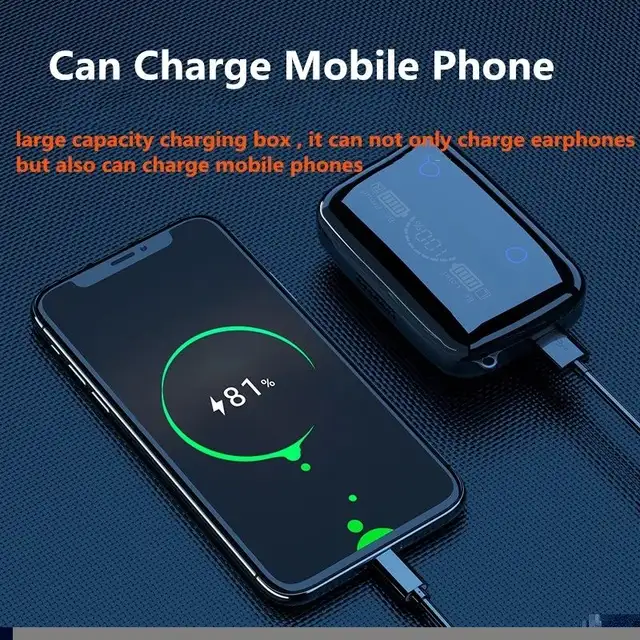 Can Charge Mobile Phone
large capacity charging box , it can not only charge earphones
but also can charge mobile phones
81%